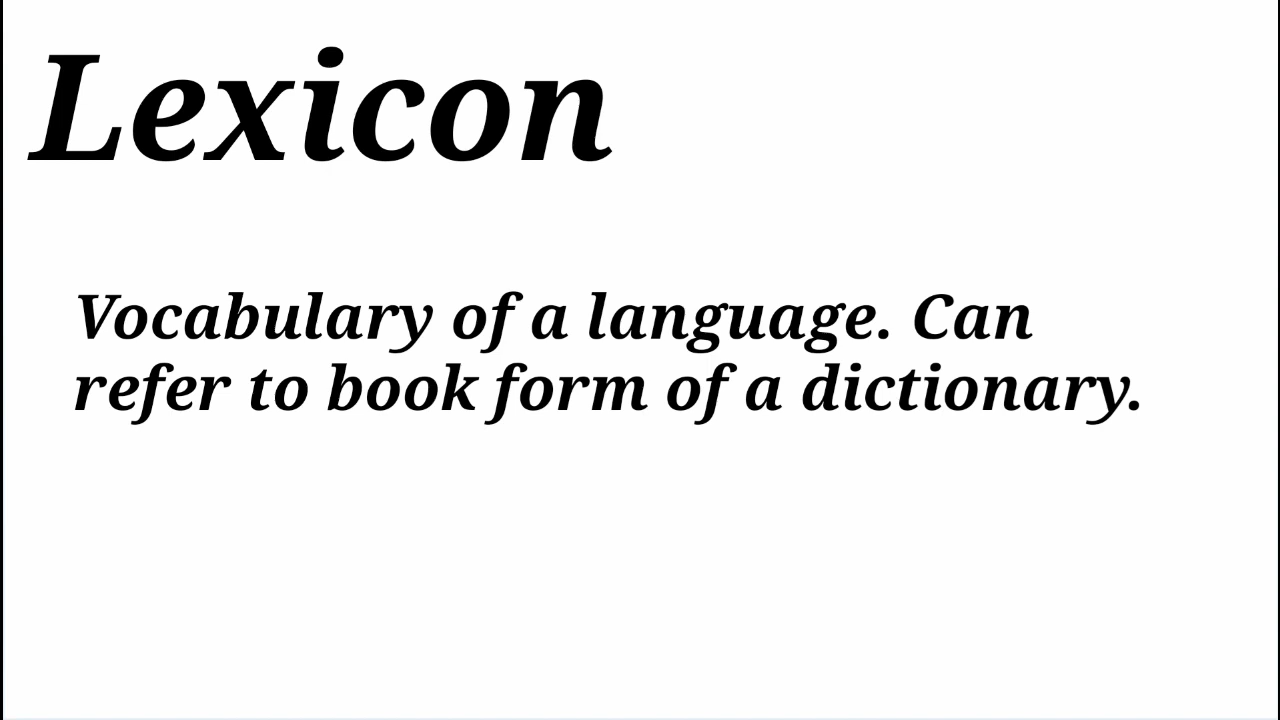 Lexicon
Vocabulary of a language. Can
refer to book form of a dictionary.